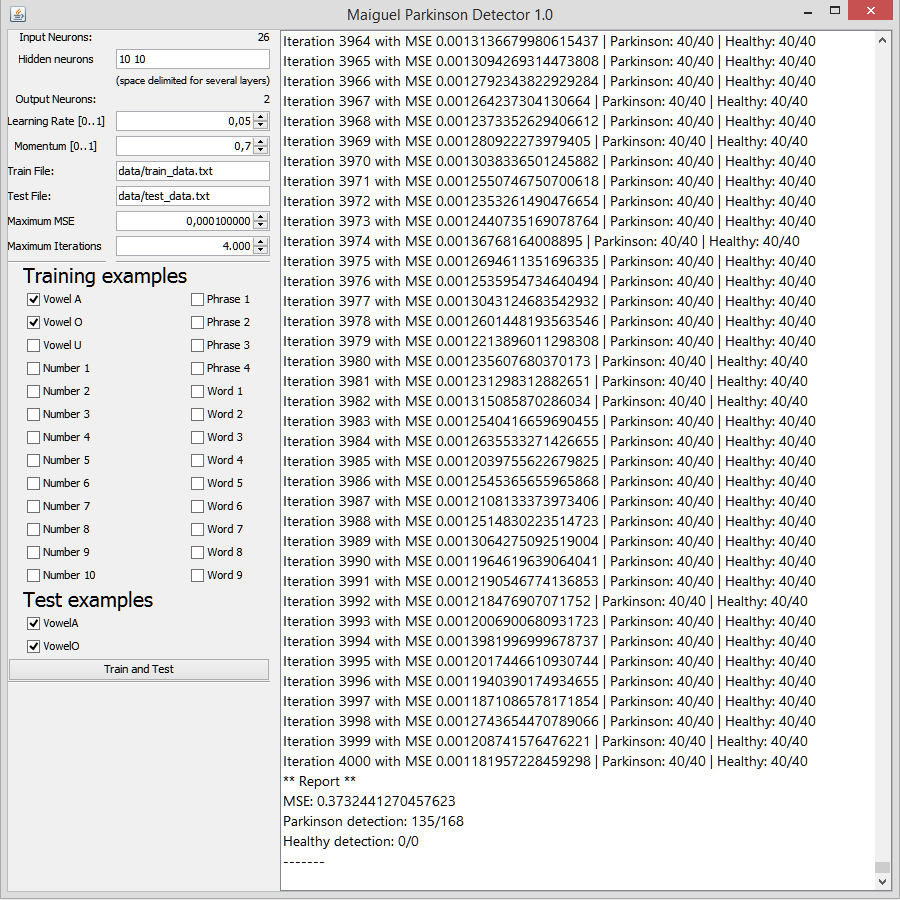 Maiguel Parkinson Detector 1.0
Input Neurons: 26
Hidden neurons 10 10
(space delimited for several layers)
Output Neurons: 2
Learning Rate [0..1] 0,05
Momentum [0..1] 0,7
Train File: data/train_data.txt
Test File: data/test_data.txt
Maximum MSE 0,000100000
Maximum Iterations 4.000
Training examples
Vowel A Phrase 1
Vowel O Phrase 2
Vowel U Phrase 3
Number 1 Phrase 4
Number 2 Word 1
Number 3 Word 2
Number 4 Word 3
Number 5 Word 4
Number 6 Word 5
Number 7 Word 6
Number 8 Word 7
Number 9 Word 8
Number 10 Word 9
Test examples
VowelA
VowelO
Train and Test
Iteration 3964 with MSE 0.0013136679980615437 | Parkinson: 40/40 | Healthy: 40/40
Iteration 3965 with MSE 0.0013094269314473808 | Parkinson: 40/40 | Healthy: 40/40
Iteration 3966 with MSE 0.0012792343822929284 | Parkinson: 40/40 | Healthy: 40/40
Iteration 3967 with MSE 0.001264237304130664 | Parkinson: 40/40 | Healthy: 40/40
Iteration 3968 with MSE 0.0012373352629406612 | Parkinson: 40/40 | Healthy: 40/40
Iteration 3969 with MSE 0.001280922273979405 | Parkinson: 40/40 | Healthy: 40/40
Iteration 3970 with MSE 0.0013038336501245882 | Parkinson: 40/40 | Healthy: 40/40
Iteration 3971 with MSE 0.0012550746750700618 | Parkinson: 40/40 | Healthy: 40/40
Iteration 3972 with MSE 0.0012353261490476654 | Parkinson: 40/40 | Healthy: 40/40
Iteration 3973 with MSE 0.0012440735169078764 | Parkinson: 40/40 | Healthy: 40/40
Iteration 3974 with MSE 0.00136768164008895 | Parkinson: 40/40 | Healthy: 40/40
Iteration 3975 with MSE 0.0012694611351696335 | Parkinson: 40/40 | Healthy: 40/40
Iteration 3976 with MSE 0.0012535954734640494 | Parkinson: 40/40 | Healthy: 40/40
Iteration 3977 with MSE 0.0013043124683542932 | Parkinson: 40/40 | Healthy: 40/40
Iteration 3978 with MSE 0.0012601448193563546 | Parkinson: 40/40 | Healthy: 40/40
Iteration 3979 with MSE 0.0012213896011298308 | Parkinson: 40/40 | Healthy: 40/40
Iteration 3980 with MSE 0.001235607680370173 | Parkinson: 40/40 | Healthy: 40/40
Iteration 3981 with MSE 0.001231298312882651 | Parkinson: 40/40 | Healthy: 40/40
Iteration 3982 with MSE 0.001315085870286034 | Parkinson: 40/40 | Healthy: 40/40
Iteration 3983 with MSE 0.0012540416659690455 | Parkinson: 40/40 | Healthy: 40/40
Iteration 3984 with MSE 0.0012635533271426655 | Parkinson: 40/40 | Healthy: 40/40
Iteration 3985 with MSE 0.0012039755622679825 | Parkinson: 40/40 | Healthy: 40/40
Iteration 3986 with MSE 0.0012545365655965868 | Parkinson: 40/40 | Healthy: 40/40
Iteration 3987 with MSE 0.0012108133373973406 | Parkinson: 40/40 | Healthy: 40/40
Iteration 3988 with MSE 0.0012514830223514723 | Parkinson: 40/40 | Healthy: 40/40
Iteration 3989 with MSE 0.0013064275092519004 | Parkinson: 40/40 | Healthy: 40/40
Iteration 3990 with MSE 0.0011964619639064041 | Parkinson: 40/40 | Healthy: 40/40
Iteration 3991 with MSE 0.0012190546774136853 | Parkinson: 40/40 | Healthy: 40/40
Iteration 3992 with MSE 0.001218476907071752 | Parkinson: 40/40 | Healthy: 40/40
Iteration 3993 with MSE 0.0012006900680931723 | Parkinson: 40/40 | Healthy: 40/40
Iteration 3994 with MSE 0.0013981996999678737 | Parkinson: 40/40 | Healthy: 40/40
Iteration 3995 with MSE 0.0012017446610930744 | Parkinson: 40/40 | Healthy: 40/40
Iteration 3996 with MSE 0.0011940390174934655 | Parkinson: 40/40 | Healthy: 40/40
Iteration 3997 with MSE 0.0011871086578171854 | Parkinson: 40/40 | Healthy: 40/40
Iteration 3998 with MSE 0.0012743654470789066 | Parkinson: 40/40 | Healthy: 40/40
Iteration 3999 with MSE 0.001208741576476221 | Parkinson: 40/40 | Healthy: 40/40
Iteration 4000 with MSE 0.001181957228459298 | Parkinson: 40/40 | Healthy: 40/40
** Report **
MSE: 0.3732441270457623
Parkinson detection: 135/168
Healthy detection: 0/0
-------